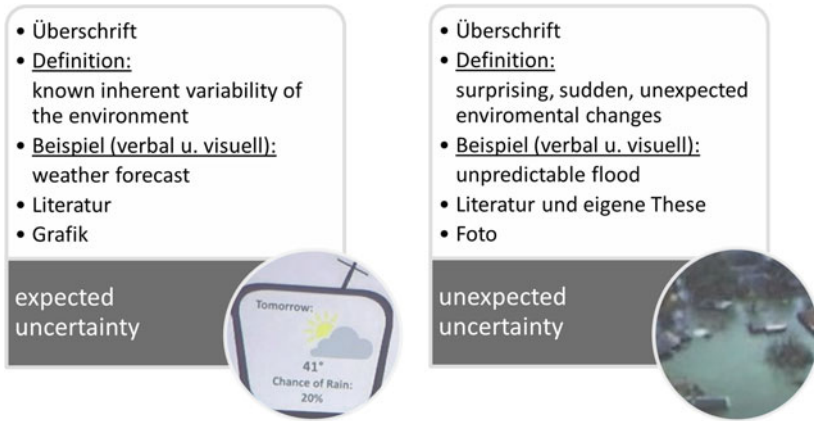 • Überschrift
• Definition:
known inherent variability of
the environment
• Beispiel (verbal u. visuell):
weather forecast
• Literatur
• Grafik
expected
uncertainty
Tomorrow:
41°
Chance of Rain:
20%
• Überschrift
• Definition:
surprising, sudden, unexpected
enviromental changes
• Beispiel (verbal u. visuell):
unpredictable flood
• Literatur und eigene These
• Foto
unexpected
uncertainty